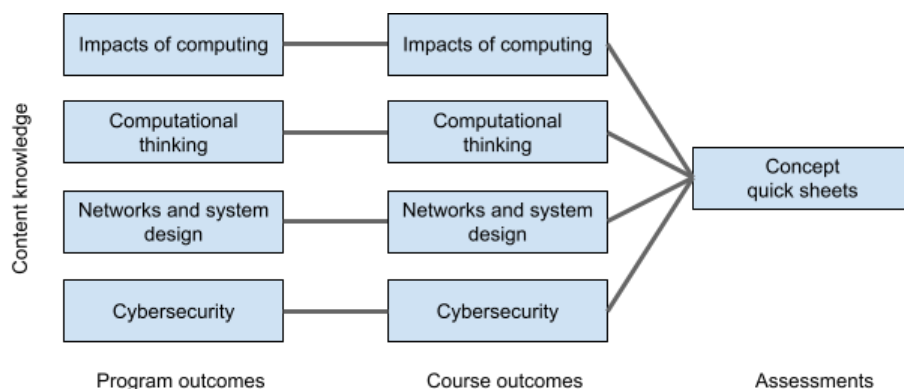 Content knowledge
Impacts of computing
Impacts of computing
Computational
thinking
Computational
thinking
Concept
quick sheets
Networks and system
design
Networks and system
design
Cybersecurity
Cybersecurity
Program outcomes
Course outcomes
Assessments